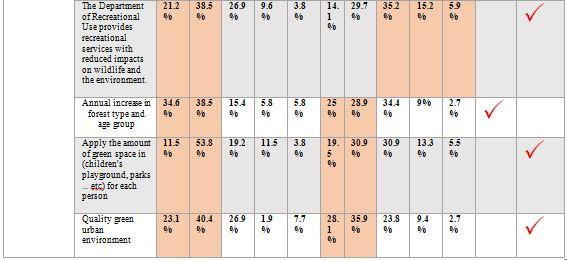 The Department of Recreational Use provides recreational services with reduced impacts on wildlife and the environment. 21.2 % 38.5 % 26.9 % 9.6 % 3.8 % 14.1 % 29.7 % 35.2 % 15.2 % 5.9 %
Annual increase in forest type and age group 34.6 % 38.5 % 15.4 % 5.8 % 5.8 % 25 % 28.9 % 34.4 % 9% 2.7 %
Apply the amount of green space in (children's playground, parks ... etc) for each person 11.5 % 53.8 % 19.2 % 11.5 % 3.8 % 19.5 % 30.9 % 30.9 % 13.3 % 5.5 %
Quality green urban environment 23.1 % 40.4 % 26.9 % 1.9 % 7.7 % 28.1 % 35.9 % 23.8 % 9.4 % 2.7 %